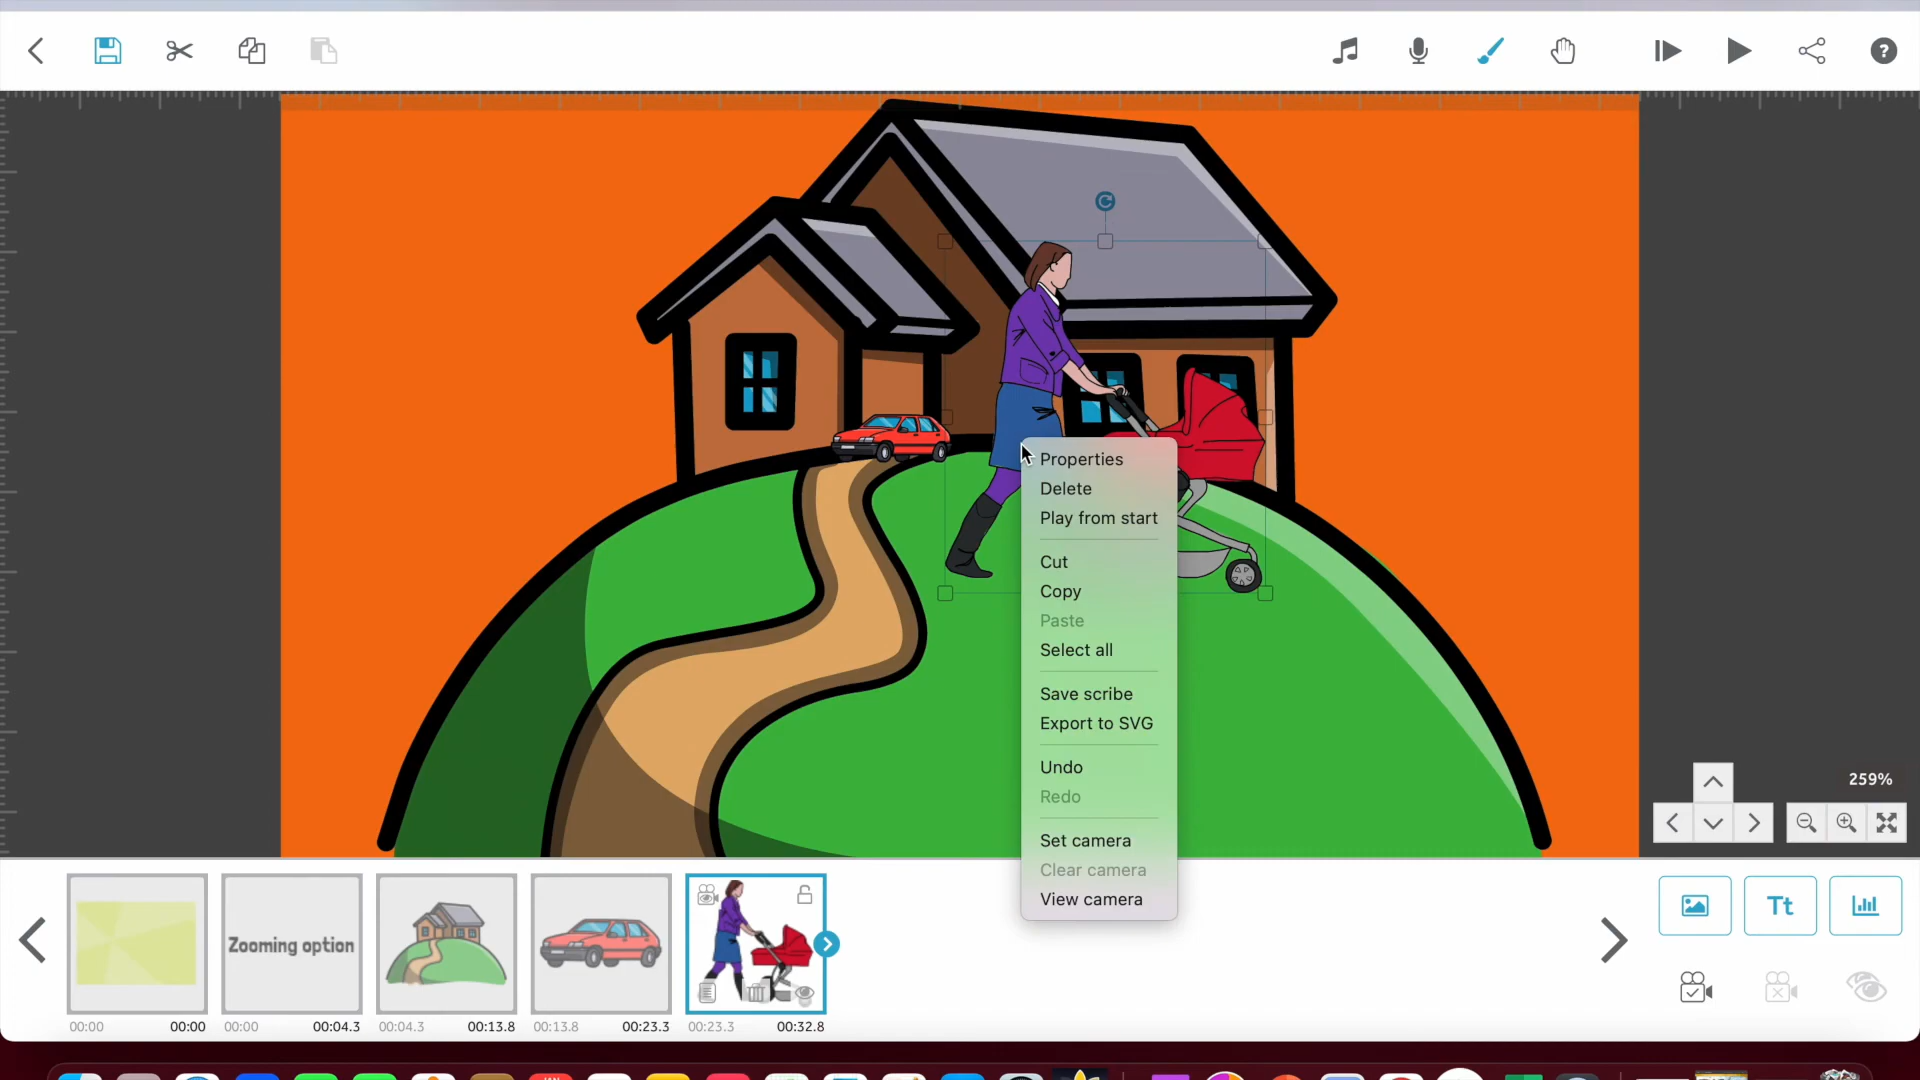 Properties
Delete
Play from start
Cut
Copy
Paste
Select all
Save scribe
Export to SVG
Undo
Redo
Set camera
Clear camera
View camera
259%
Zooming option
Tt
00:00 00:00
00:00 00:04.3
00:04.3 00:13.8
00:13.8 00:23.3
00:23.3 00:32.8